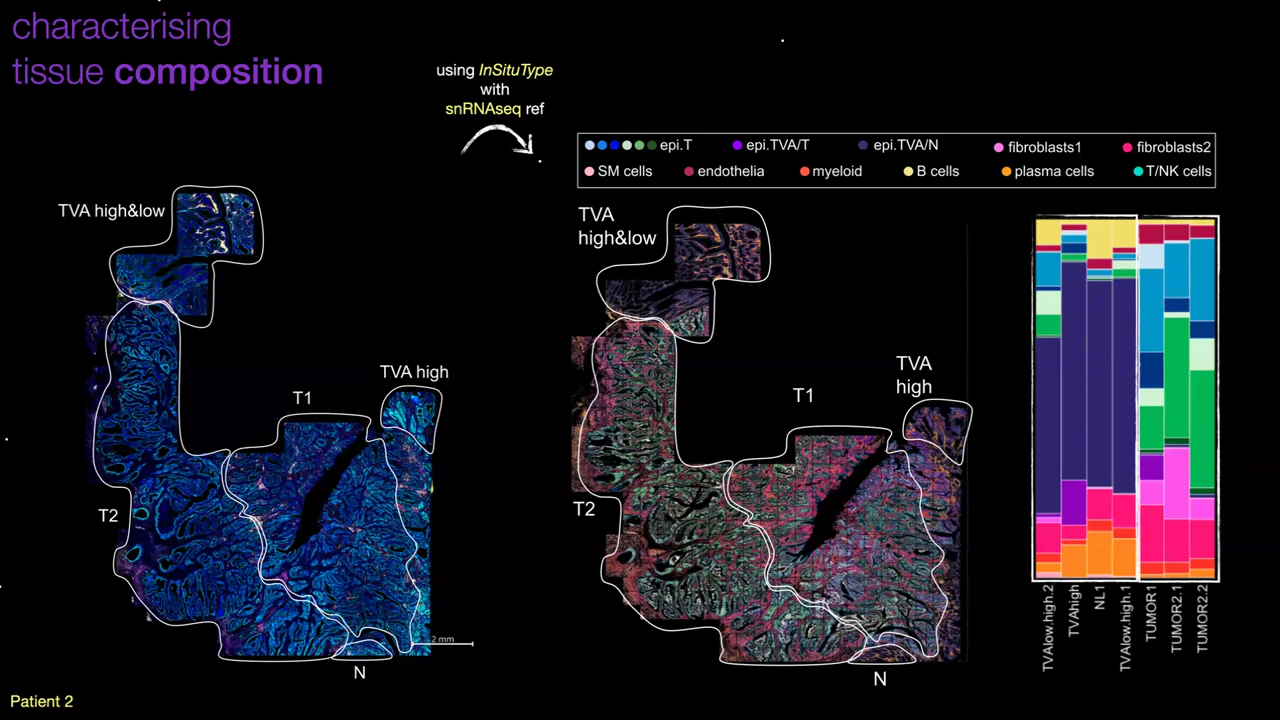 characterising
tissue composition
using InSituType
with
snRNAseq ref
epi.T
epi.TVA/T
epi.TVA/N
fibroblasts1
fibroblasts2
SM cells
endothelia
myeloid
B cells
plasma cells
T/NK cells
TVA high&low
TVA high
T1
T2
N
2 mm
TVA
high&low
TVA
high
T1
T2
N
TVAlow.high.2
TVAhigh
NL1
TVAlow.high.1
TUMOR1
TUMOR2.1
TUMOR2.2
Patient 2